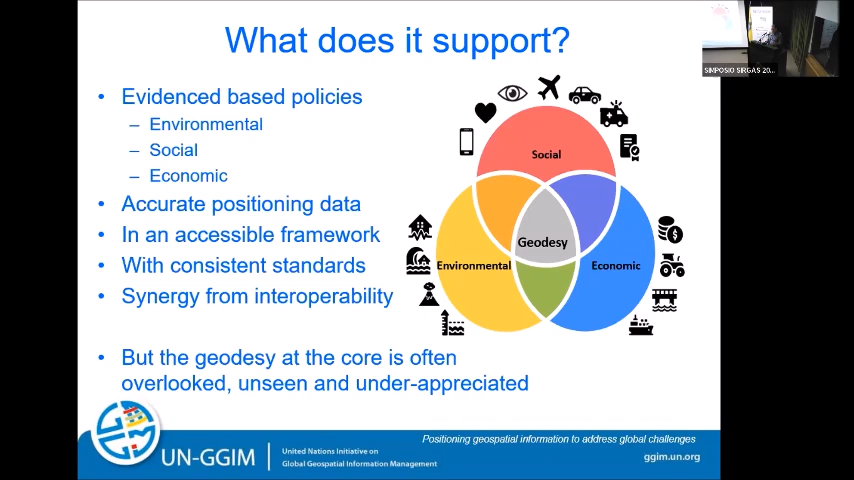 What does it support?
• Evidenced based policies
– Environmental
– Social
– Economic
• Accurate positioning data
• In an accessible framework
• With consistent standards
• Synergy from interoperability
• But the geodesy at the core is often
overlooked, unseen and under-appreciated
Social
Geodesy
Environmental
Economic
SIMPOSIO SIRGAS 20...
Positioning geospatial information to address global challenges
UN-GGIM
United Nations Initiative on
Global Geospatial Information Management
ggim.un.org